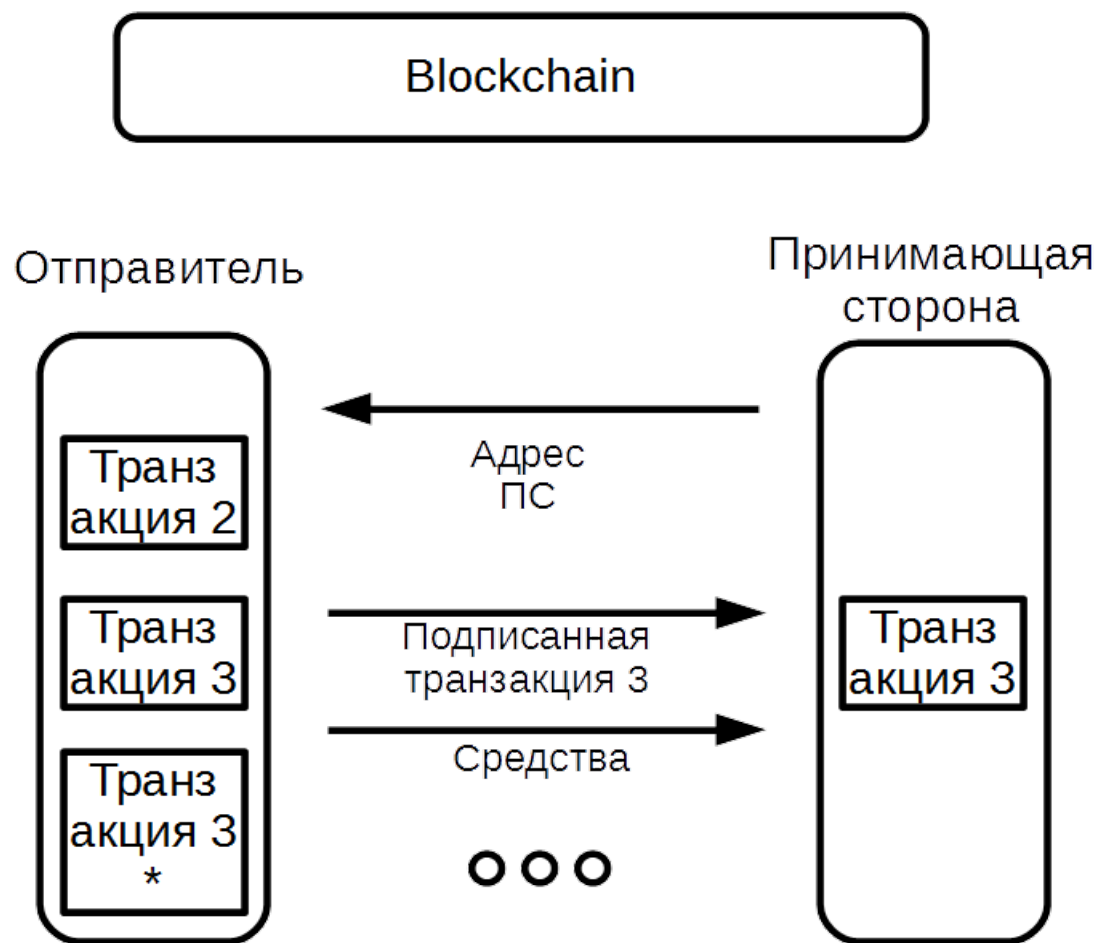 Blockchain
Отправитель
Принимающая
сторона
Адрес
ПС
Транз
акция 2
Транз
акция 3
Подписанная
транзакция 3
Транз
акция 3
Средства
Транз
акция 3
*